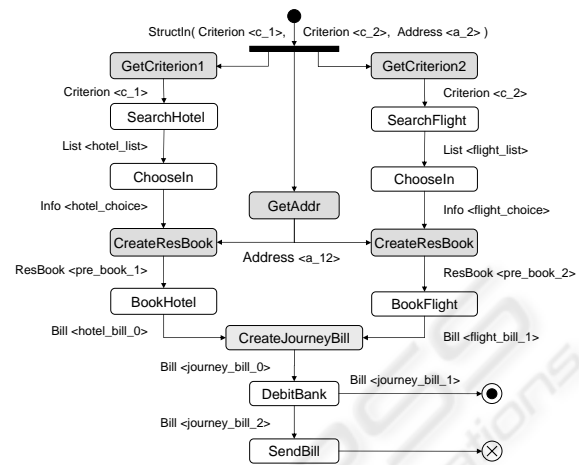 StructIn( Criterion <c_1>, Criterion <c_2>, Address <a_2> )
GetCriterion1
GetCriterion2
Criterion <c_1>
Criterion <c_2>
SearchHotel
SearchFlight
List <hotel_list>
List <flight_list>
ChooseIn
ChooseIn
GetAddr
Info <hotel_choice>
Info <flight_choice>
CreateResBook
CreateResBook
Address <a_12>
ResBook <pre_book_1>
ResBook <pre_book_2>
BookHotel
BookFlight
Bill <hotel_bill_0>
Bill <flight_bill_1>
CreateJourneyBill
Bill <journey_bill_0>
Bill <journey_bill_1>
DebitBank
Bill <journey_bill_2>
SendBill